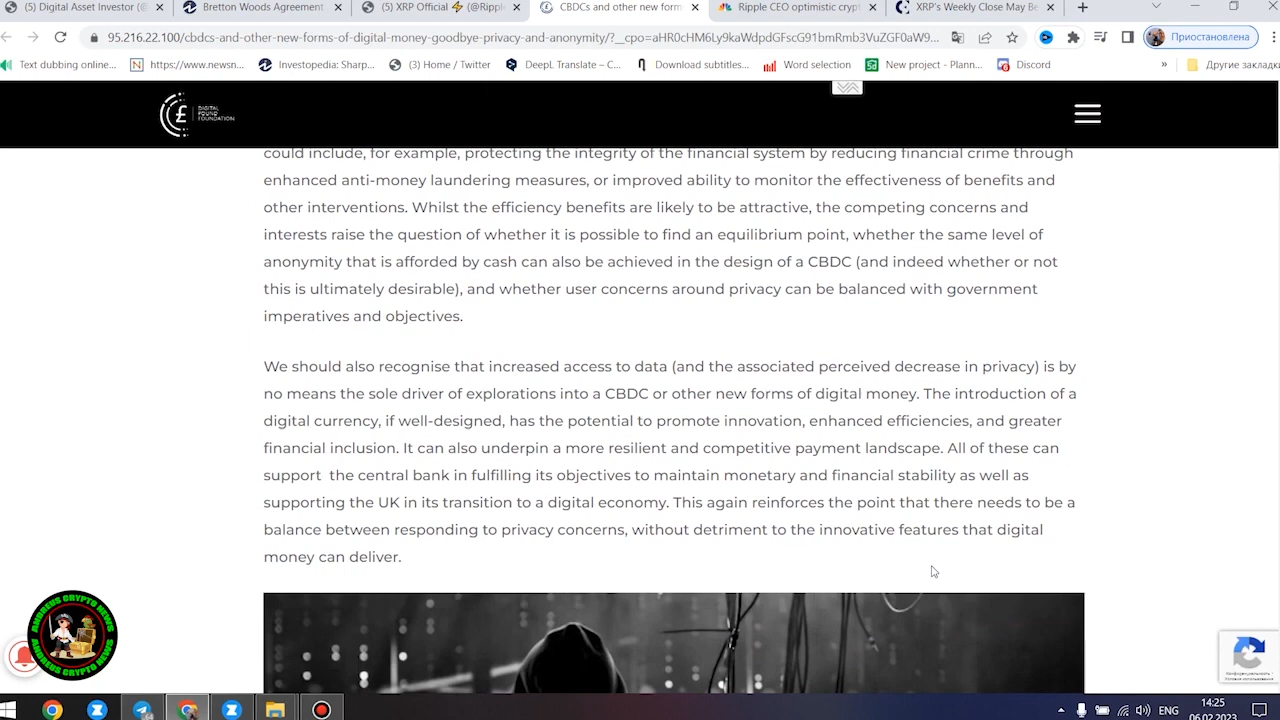 (5) Digital Asset Investor (@
Bretton Woods Agreement
(5) XRP Official ⚡ (@Ripple
CBDCs and other new form
Ripple CEO optimistic crypt
XRP's Weekly Close May Be
95.216.22.100/cbdcs-and-other-new-forms-of-digital-money-goodbye-privacy-and-anonymity/?__cpo=aHR0cHM6Ly9kaWdpdGFscG91bmRmb3VuZGF0aW9...
Приостановлена
Text dubbing online...
https://www.newsn...
Investopedia: Sharp...
(3) Home / Twitter
DeepL Translate – C...
Download subtitles...
Word selection
New project - Plann...
Discord
»
Другие закладки
DIGITAL
POUND
FOUNDATION
could include, for example, protecting the integrity of the financial system by reducing financial crime through
enhanced anti-money laundering measures, or improved ability to monitor the effectiveness of benefits and
other interventions. Whilst the efficiency benefits are likely to be attractive, the competing concerns and
interests raise the question of whether it is possible to find an equilibrium point, whether the same level of
anonymity that is afforded by cash can also be achieved in the design of a CBDC (and indeed whether or not
this is ultimately desirable), and whether user concerns around privacy can be balanced with government
imperatives and objectives.
We should also recognise that increased access to data (and the associated perceived decrease in privacy) is by
no means the sole driver of explorations into a CBDC or other new forms of digital money. The introduction of a
digital currency, if well-designed, has the potential to promote innovation, enhanced efficiencies, and greater
financial inclusion. It can also underpin a more resilient and competitive payment landscape. All of these can
support the central bank in fulfilling its objectives to maintain monetary and financial stability as well as
supporting the UK in its transition to a digital economy. This again reinforces the point that there needs to be a
balance between responding to privacy concerns, without detriment to the innovative features that digital
money can deliver.
ANDREUS CRYPTO NEWS
ANDREUS CRYPTO NEWS
Конфиденциальность -
Условия использования
ENG
14:25
06.02.2023